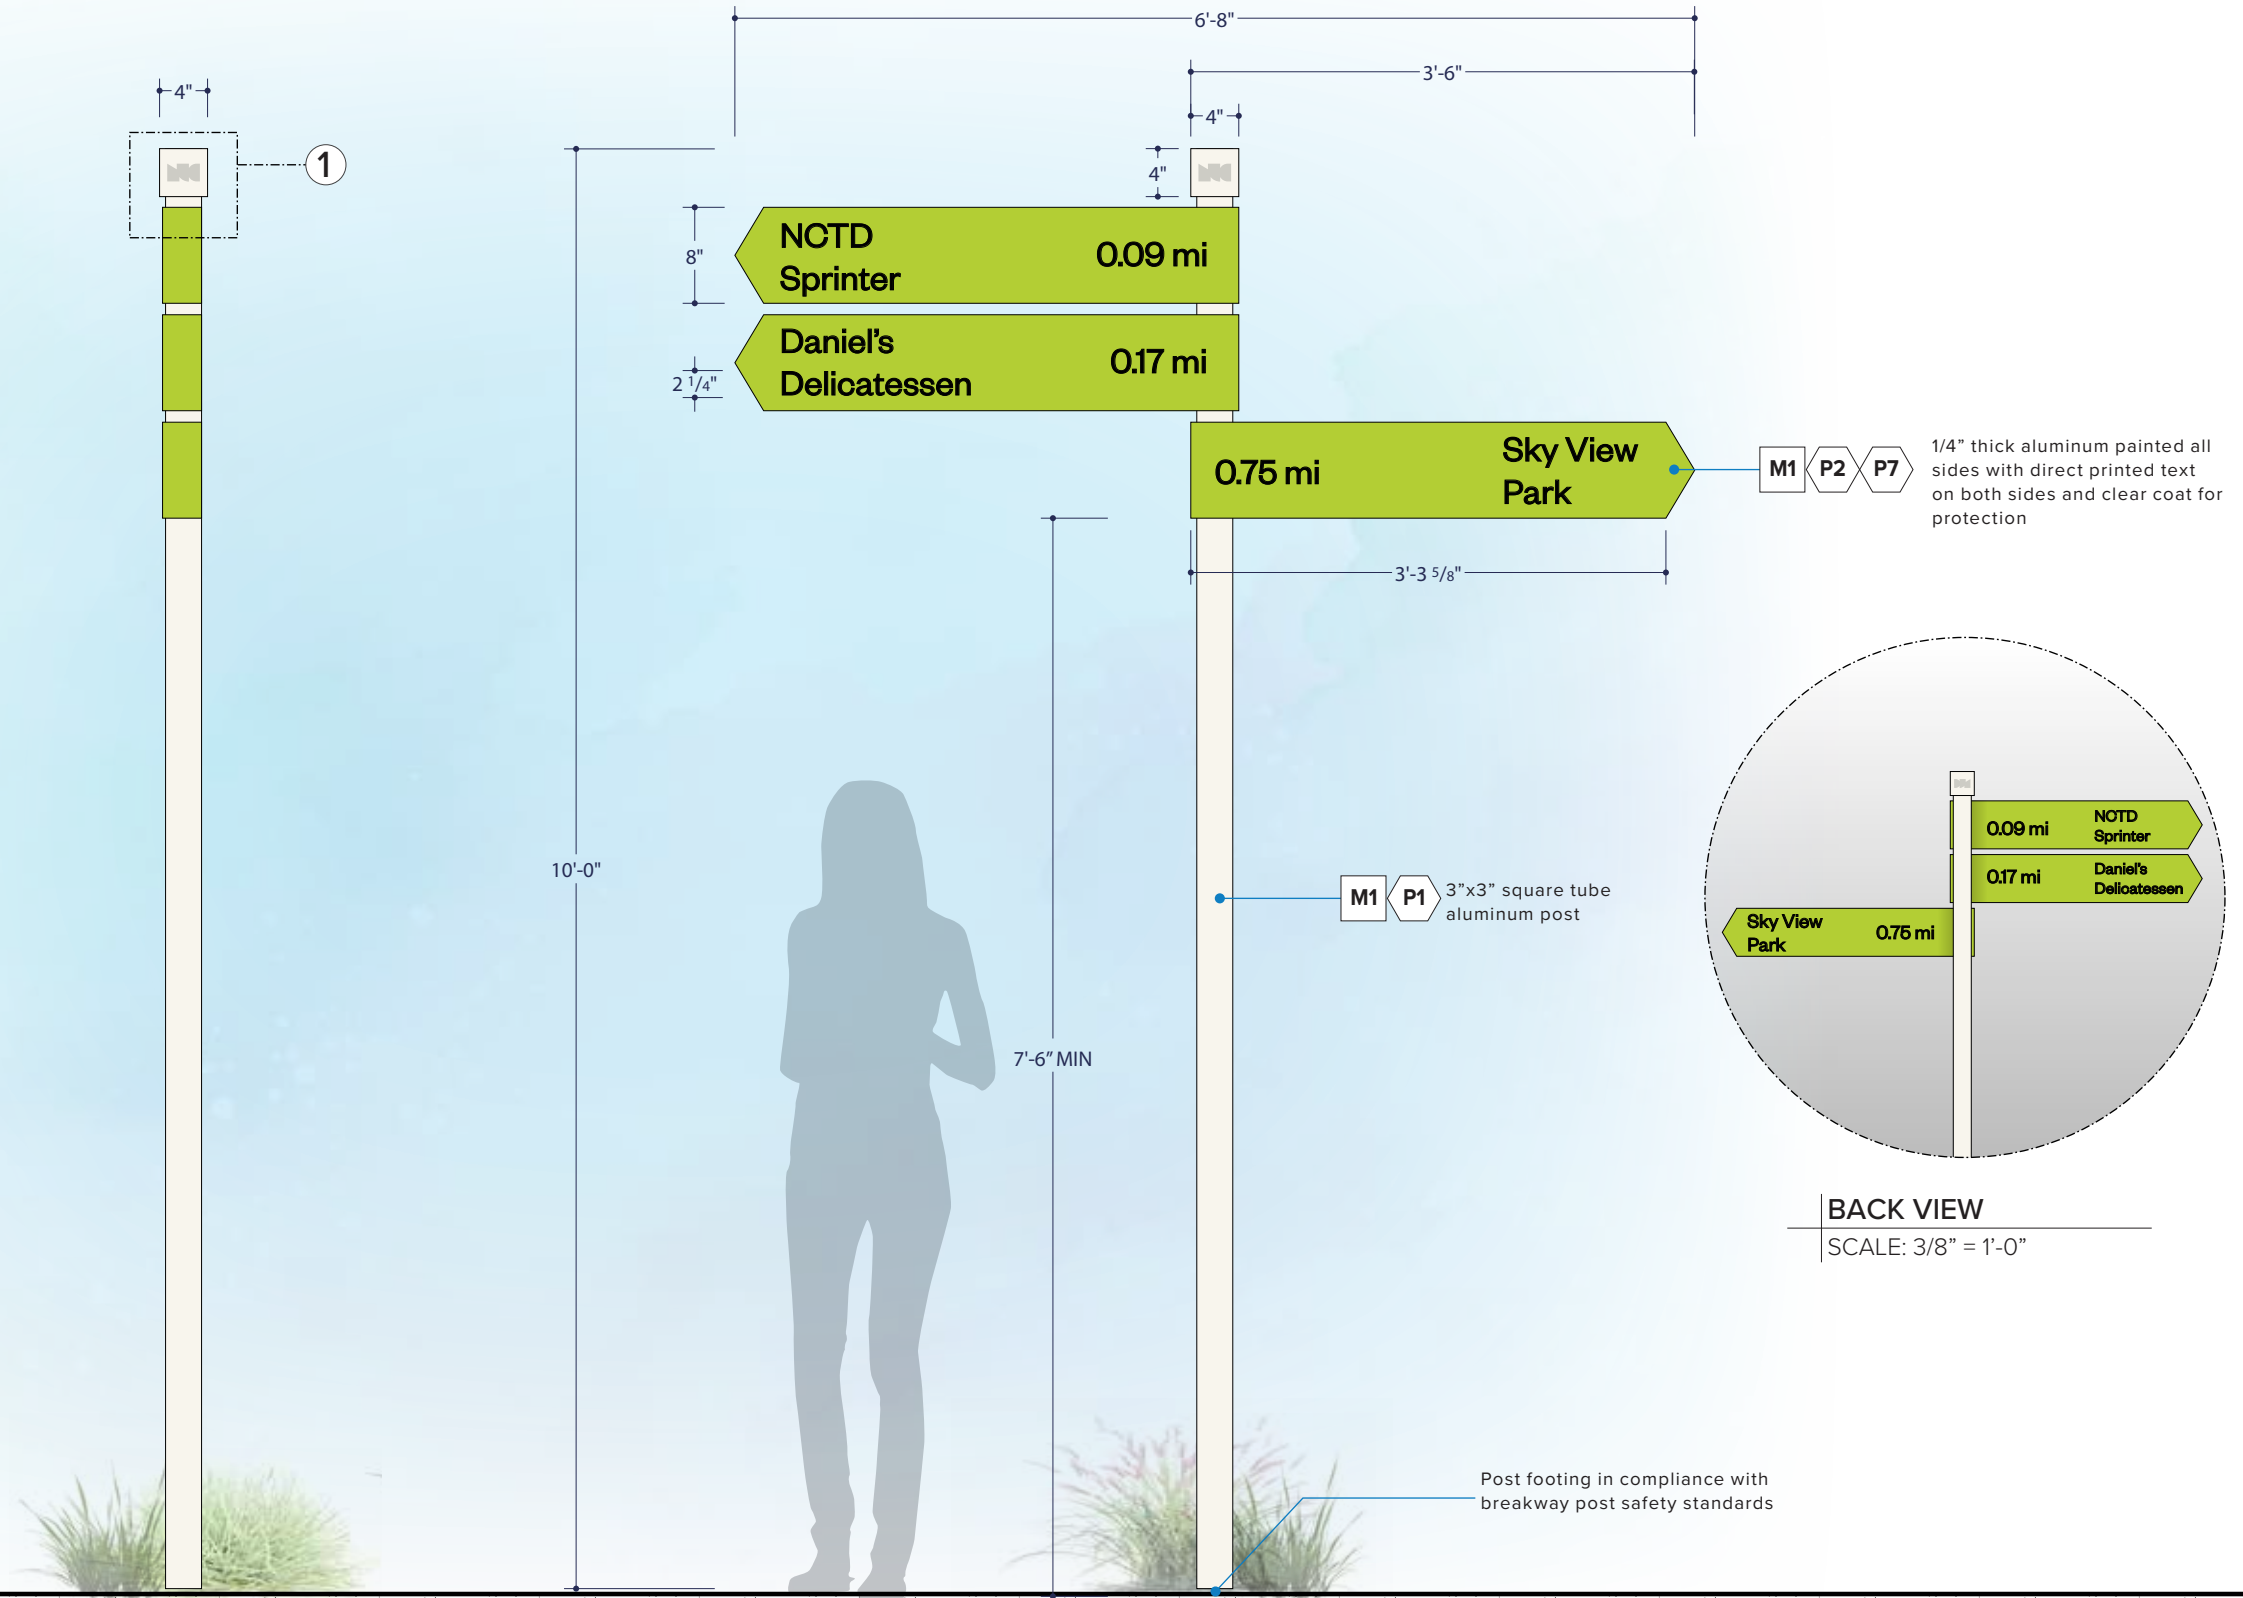 6'-8"
3'-6"
4"
4"
1
4"
NCTD
Sprinter
0.09 mi
8"
Daniel's
Delicatessen
0.17 mi
2 1/4"
0.75 mi
Sky View
Park
M1 P2 P7
1/4" thick aluminum painted all
sides with direct printed text
on both sides and clear coat for
protection
3'-3 5/8"
10'-0"
7'-6" MIN
M1 P1
3"x3" square tube
aluminum post
0.09 mi
NCTD
Sprinter
0.17 mi
Daniel's
Delicatessen
Sky View
Park
0.75 mi
BACK VIEW
SCALE: 3/8" = 1'-0"
Post footing in compliance with
breakway post safety standards